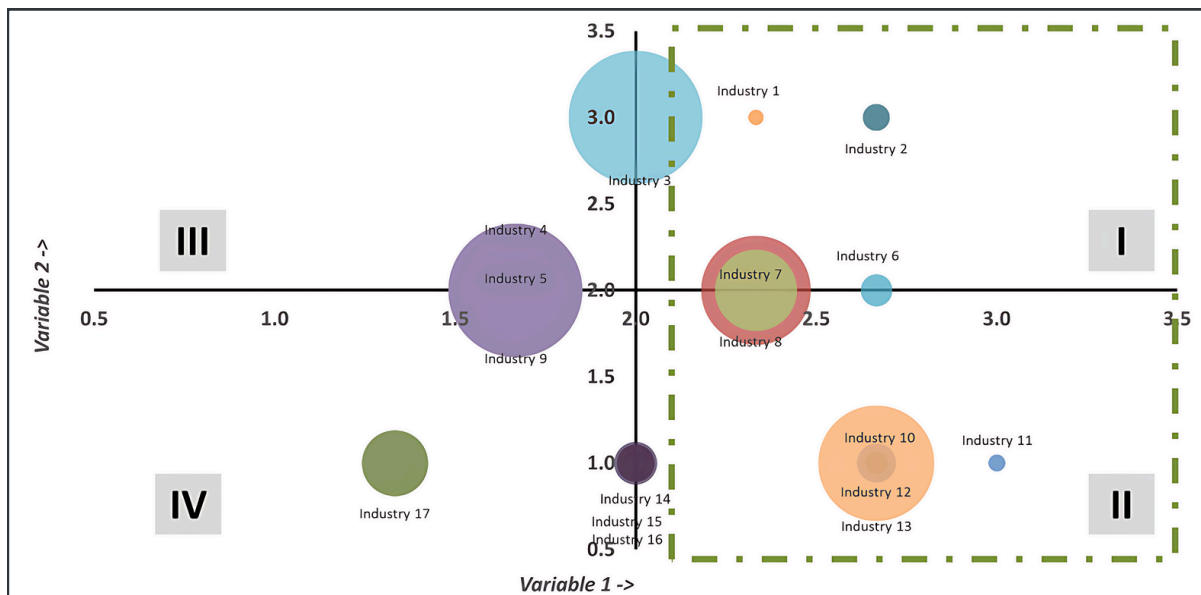 3.5
Industry 1
3.0
Industry 2
Industry 3
2.5
III
Industry 4
I
Industry 6
Industry 5
Industry 7
Variable 2 ->
2.0
0.5
1.0
1.5
2.0
2.5
3.0
3.5
Industry 9
Industry 8
1.5
Industry 10
Industry 11
1.0
Industry 12
IV
Industry 17
Industry 14
II
Industry 15
Industry 13
Industry 16
0.5
Variable 1 ->